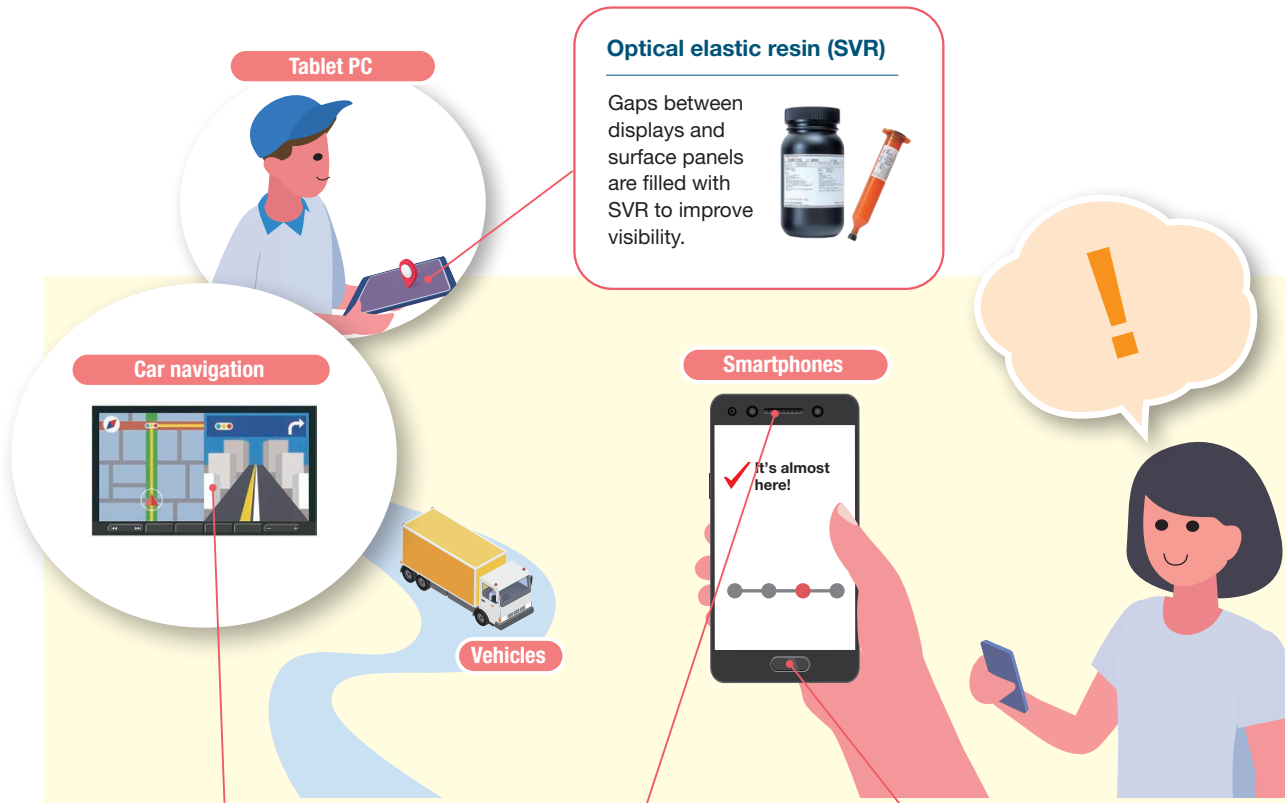 Tablet PC
Optical elastic resin (SVR)
Gaps between
displays and
surface panels
are filled with
SVR to improve
visibility.
!
Car navigation
Smartphones
It's almost
here!
Vehicles